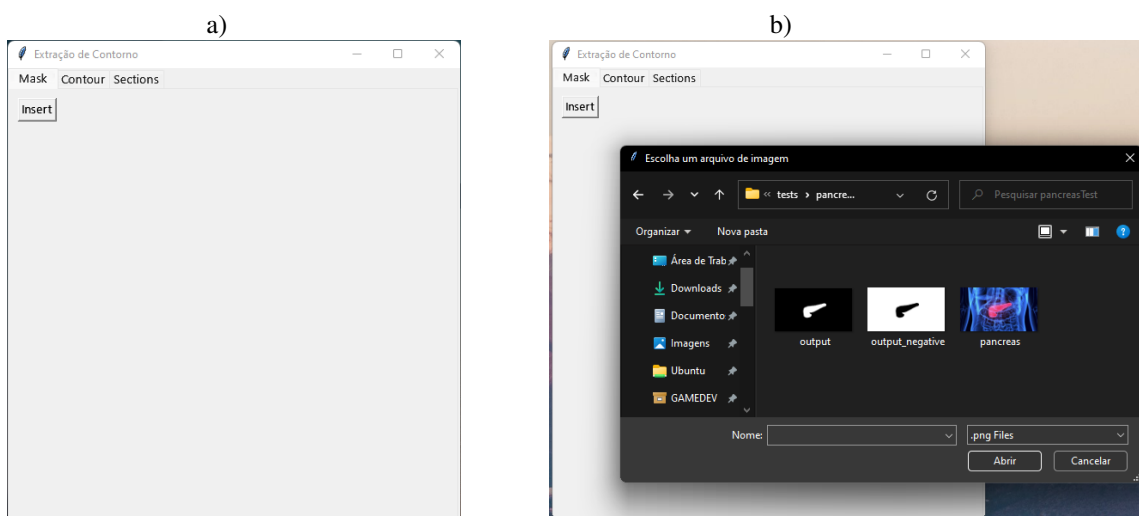 a)
Extração de Contorno
Mask Contour Sections
Insert
b)
Extração de Contorno
Mask Contour Sections
Insert
Escolha um arquivo de imagem
« tests › pancre...
Pesquisar pancreasTest
Organizar Nova pasta
Área de Trab
Downloads
Documento
Imagens
Ubuntu
GAMEDEV
output output_negative pancreas
Nome:
.png Files
Abrir Cancelar